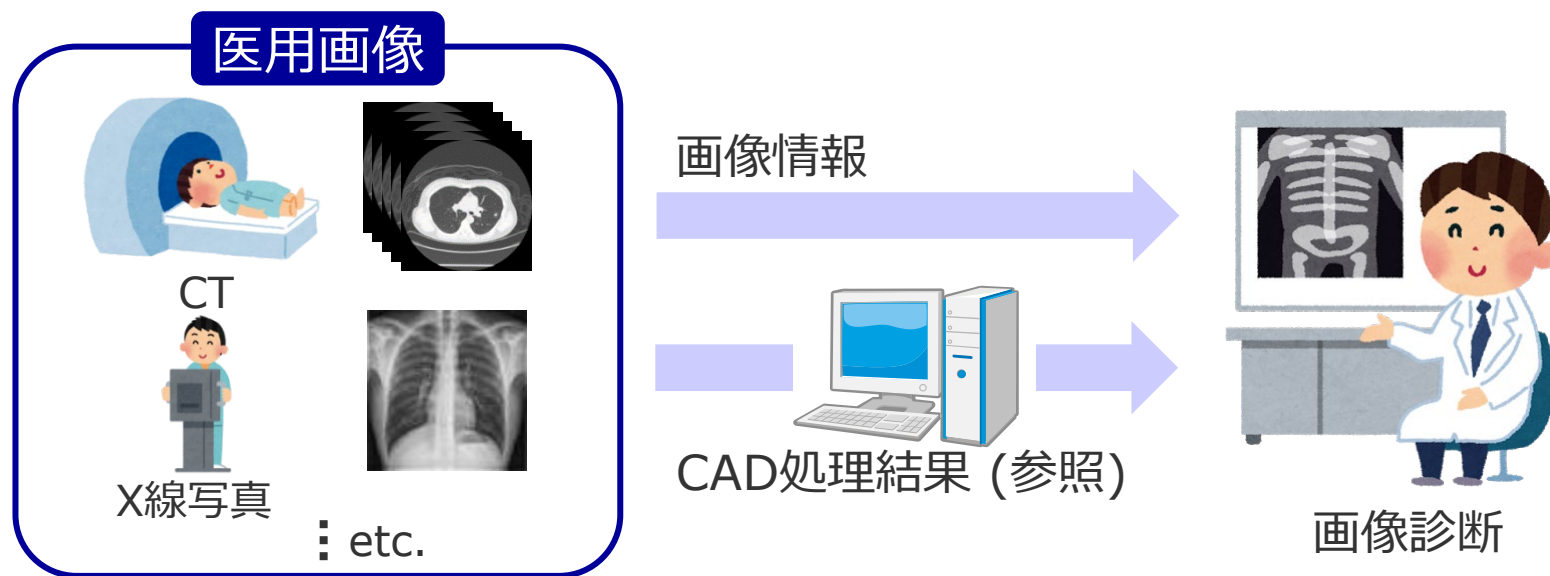 医用画像
CT
X線写真
⋮ etc.
画像情報
CAD処理結果 (参照)
画像診断